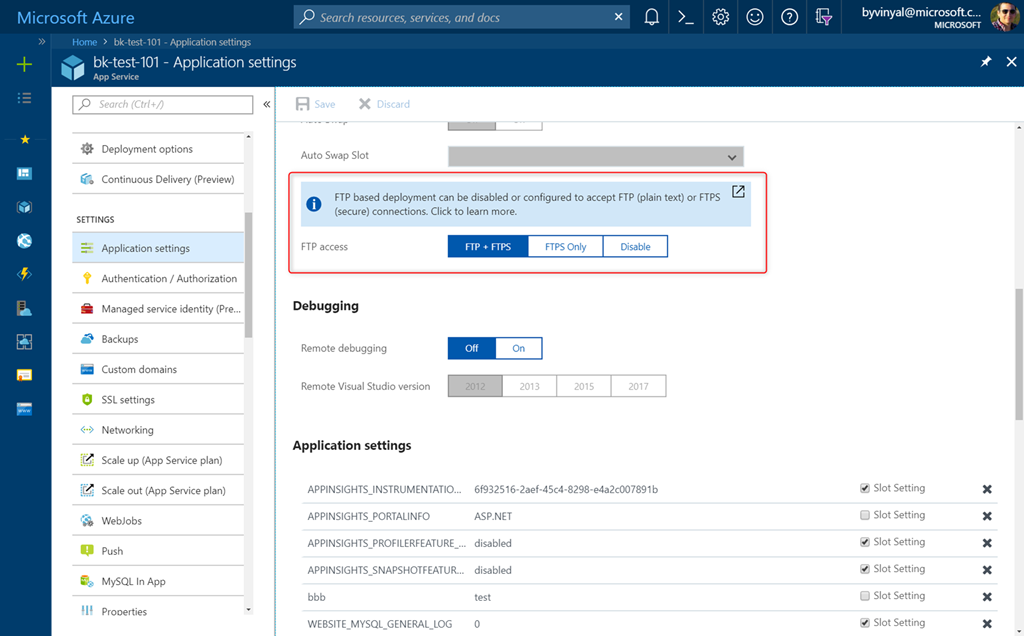 Microsoft Azure
Search resources, services, and docs
byvinyal@microsoft.c...
MICROSOFT
Home > bk-test-101 - Application settings
bk-test-101 - Application settings
App Service
Search (Ctrl+/)
Deployment options
Continuous Delivery (Preview)
SETTINGS
Application settings
Authentication / Authorization
Managed service identity (Pre...
Backups
Custom domains
SSL settings
Networking
Scale up (App Service plan)
Scale out (App Service plan)
WebJobs
Push
MySQL In App
Properties
Save Discard
Auto Swap
Auto Swap Slot
FTP based deployment can be disabled or configured to accept FTP (plain text) or FTPS
(secure) connections. Click to learn more.
FTP access FTP + FTPS FTPS Only Disable
Debugging
Remote debugging Off On
Remote Visual Studio version 2012 2013 2015 2017
Application settings
APPINSIGHTS_INSTRUMENTATIO... 6f932516-2aef-45c4-8298-e4a2c007891b Slot Setting
APPINSIGHTS_PORTALINFO ASP.NET Slot Setting
APPINSIGHTS_PROFILERFEATURE_... disabled Slot Setting
APPINSIGHTS_SNAPSHOTFEATUR... disabled Slot Setting
bbb test Slot Setting
WEBSITE_MYSQL_GENERAL_LOG 0 Slot Setting